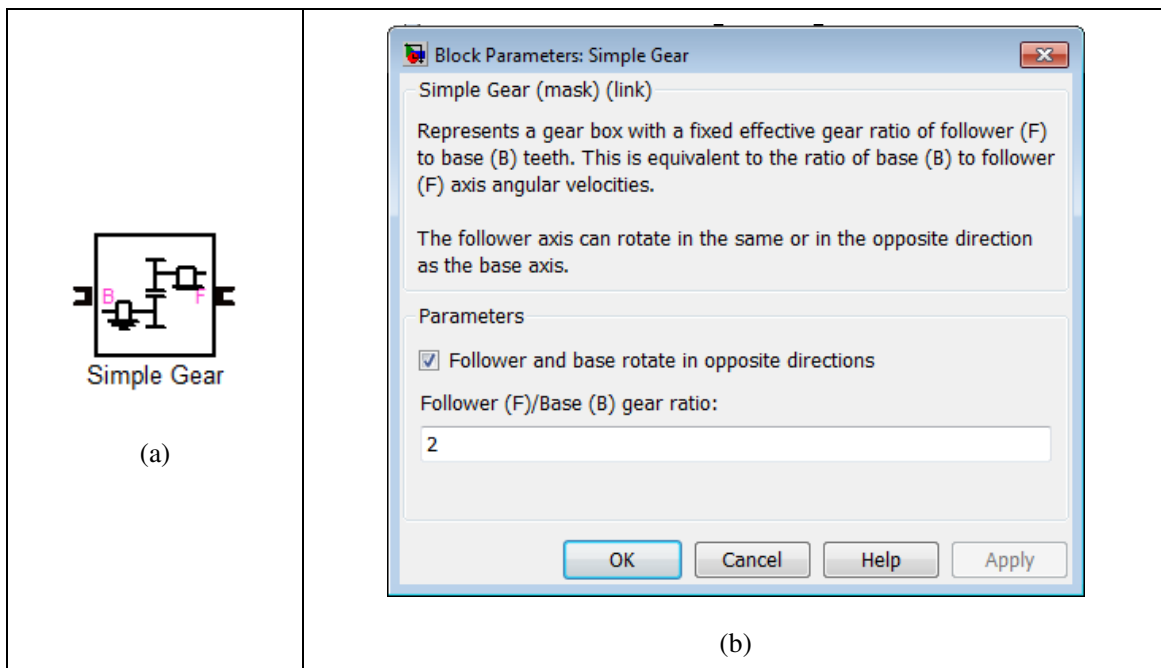 B
F
Simple Gear
(a)
Block Parameters: Simple Gear
Simple Gear (mask) (link)
Represents a gear box with a fixed effective gear ratio of follower (F)
to base (B) teeth. This is equivalent to the ratio of base (B) to follower
(F) axis angular velocities.
The follower axis can rotate in the same or in the opposite direction
as the base axis.
Parameters
Follower and base rotate in opposite directions
Follower (F)/Base (B) gear ratio:
2
OK
Cancel
Help
Apply
(b)